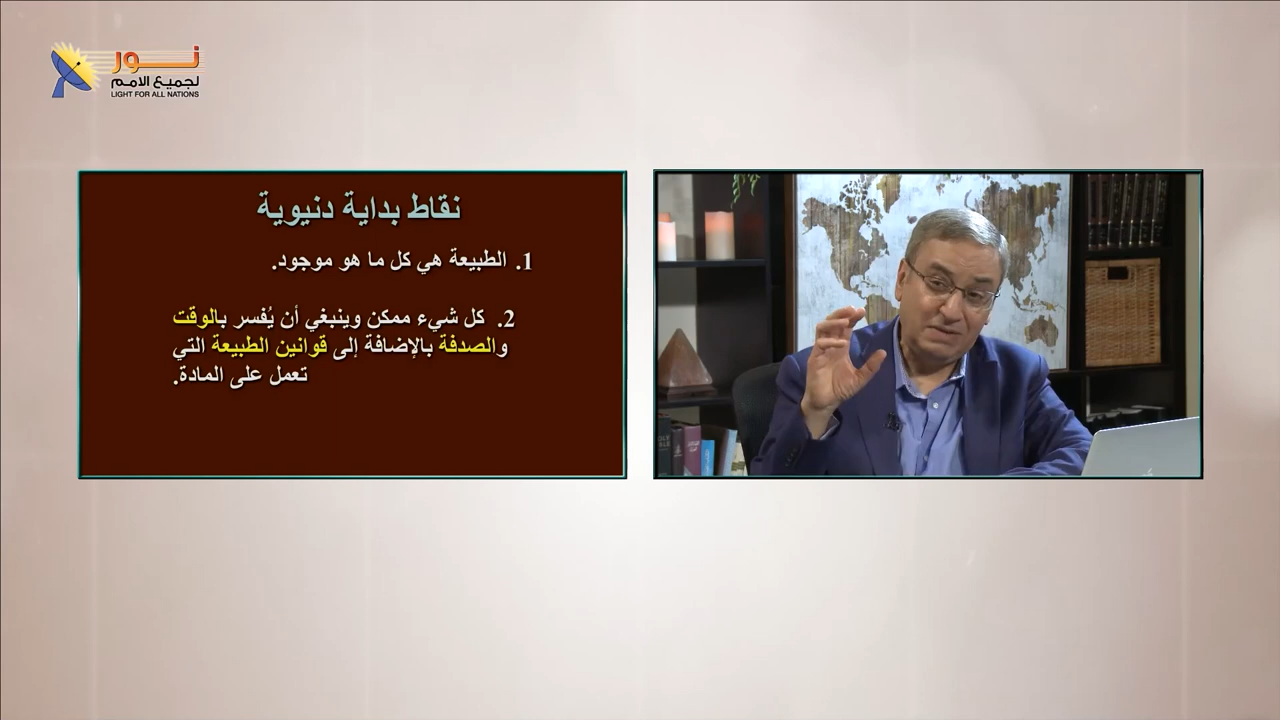 نور
لجميع الامم
LIGHT FOR ALL NATIONS
نقاط بداية دنيوية
1. الطبيعة هي كل ما هو موجود.
2. كل شيء ممكن وينبغي أن يُفسر بالوقت
والصدفة بالإضافة إلى قوانين الطبيعة التي
تعمل على المادة.